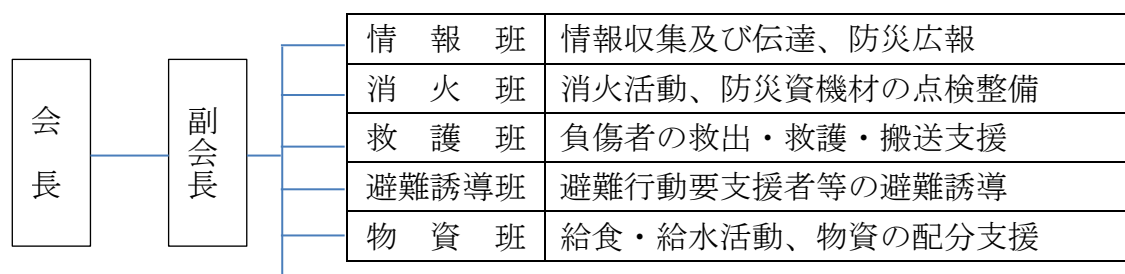 会長
副会長
情報班 情報収集及び伝達、防災広報
消火班 消火活動、防災資機材の点検整備
救護班 負傷者の救出・救護・搬送支援
避難誘導班 避難行動要支援者等の避難誘導
物資班 給食・給水活動、物資の配分支援